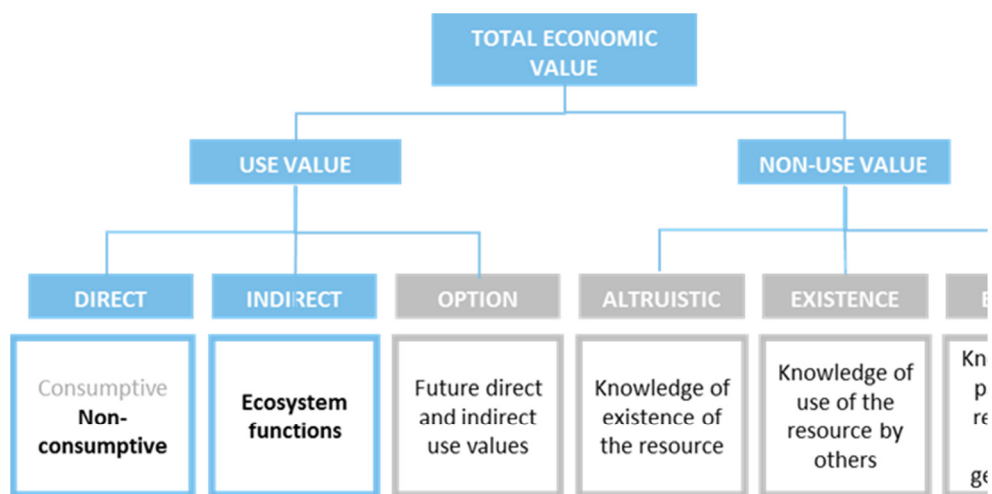 TOTAL ECONOMIC
VALUE
USE VALUE
NON-USE VALUE
DIRECT
INDIRECT
OPTION
ALTRUISTIC
EXISTENCE
Consumptive
Non-
consumptive
Ecosystem
functions
Future direct
and indirect
use values
Knowledge of
existence of
the resource
Knowledge of
use of the
resource by
others